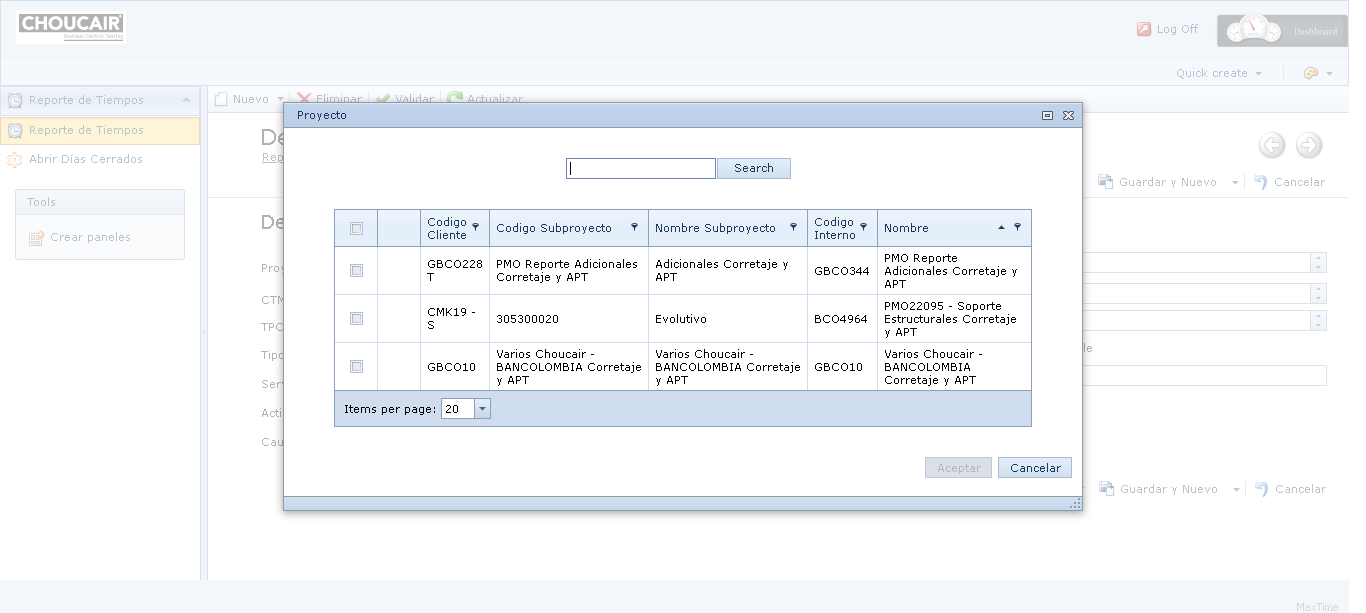 CHOUCAIR
Business Centric Testing
Log Off
Dashboard
Quick create
Reporte de Tiempos
Nuevo
Eliminar
Validar
Actualizar
Reporte de Tiempos
Abrir Días Cerrados
Tools
Crear paneles
De
Rep
Guardar y Nuevo
Cancelar
De
Proy
CTM
TPC
Tipo
de
Serv
Acti
Cau
Guardar y Nuevo
Cancelar
Proyecto
Search
Codigo
Cliente
Codigo Subproyecto
Nombre Subproyecto
Codigo
Interno
Nombre
GBCO228
T
PMO Reporte Adicionales
Corretaje y APT
Adicionales Corretaje y
APT
GBCO344
PMO Reporte
Adicionales Corretaje y
APT
CMK19 -
S
305300020
Evolutivo
BCO4964
PMO22095 - Soporte
Estructurales Corretaje
y APT
GBCO10
Varios Choucair -
BANCOLOMBIA Corretaje
y APT
Varios Choucair -
BANCOLOMBIA Corretaje
y APT
GBCO10
Varios Choucair -
BANCOLOMBIA
Corretaje y APT
Items per page: 20
Aceptar
Cancelar
MaxTime